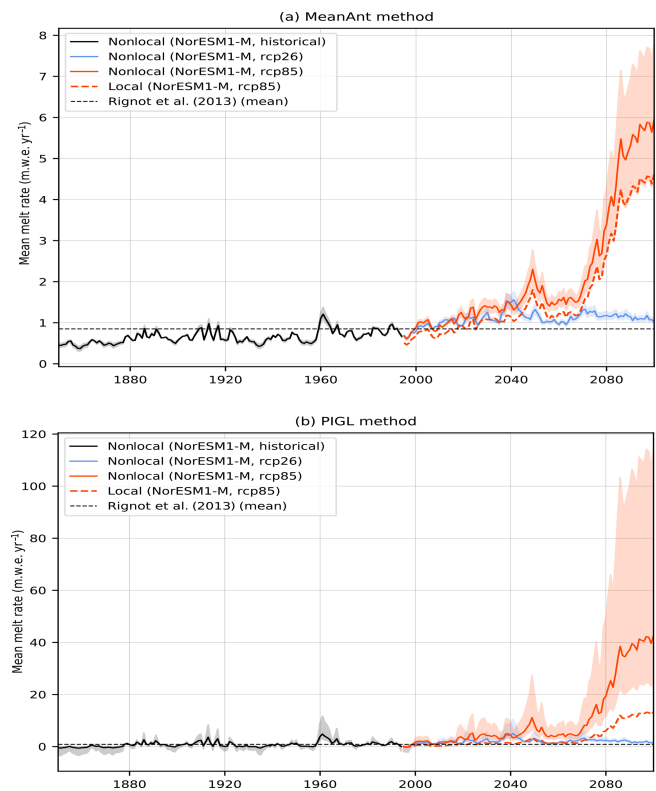 (a) MeanAnt method
Nonlocal (NorESM1-M, historical)
Nonlocal (NorESM1-M, rcp26)
Nonlocal (NorESM1-M, rcp85)
Local (NorESM1-M, rcp85)
Rignot et al. (2013) (mean)
Mean melt rate (m.w.e. yr⁻¹)
8
7
6
5
4
3
2
1
0
1880 1920 1960 2000 2040 2080
(b) PIGL method
Nonlocal (NorESM1-M, historical)
Nonlocal (NorESM1-M, rcp26)
Nonlocal (NorESM1-M, rcp85)
Local (NorESM1-M, rcp85)
Rignot et al. (2013) (mean)
Mean melt rate (m.w.e. yr⁻¹)
120
100
80
60
40
20
0
1880 1920 1960 2000 2040 2080